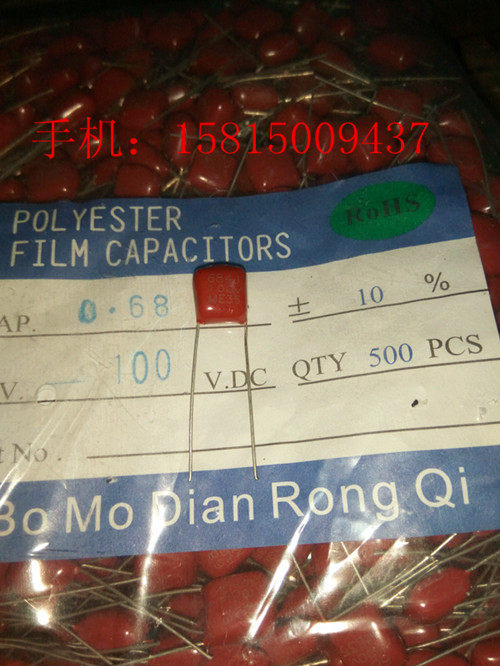 手机：15815009437
RoHS
POLYESTER
FILM CAPACITORS
AP. 0.68 ± 10 %
V. 100 V.DC QTY 500 PCS
t No .
Bo Mo Dian Rong Qi